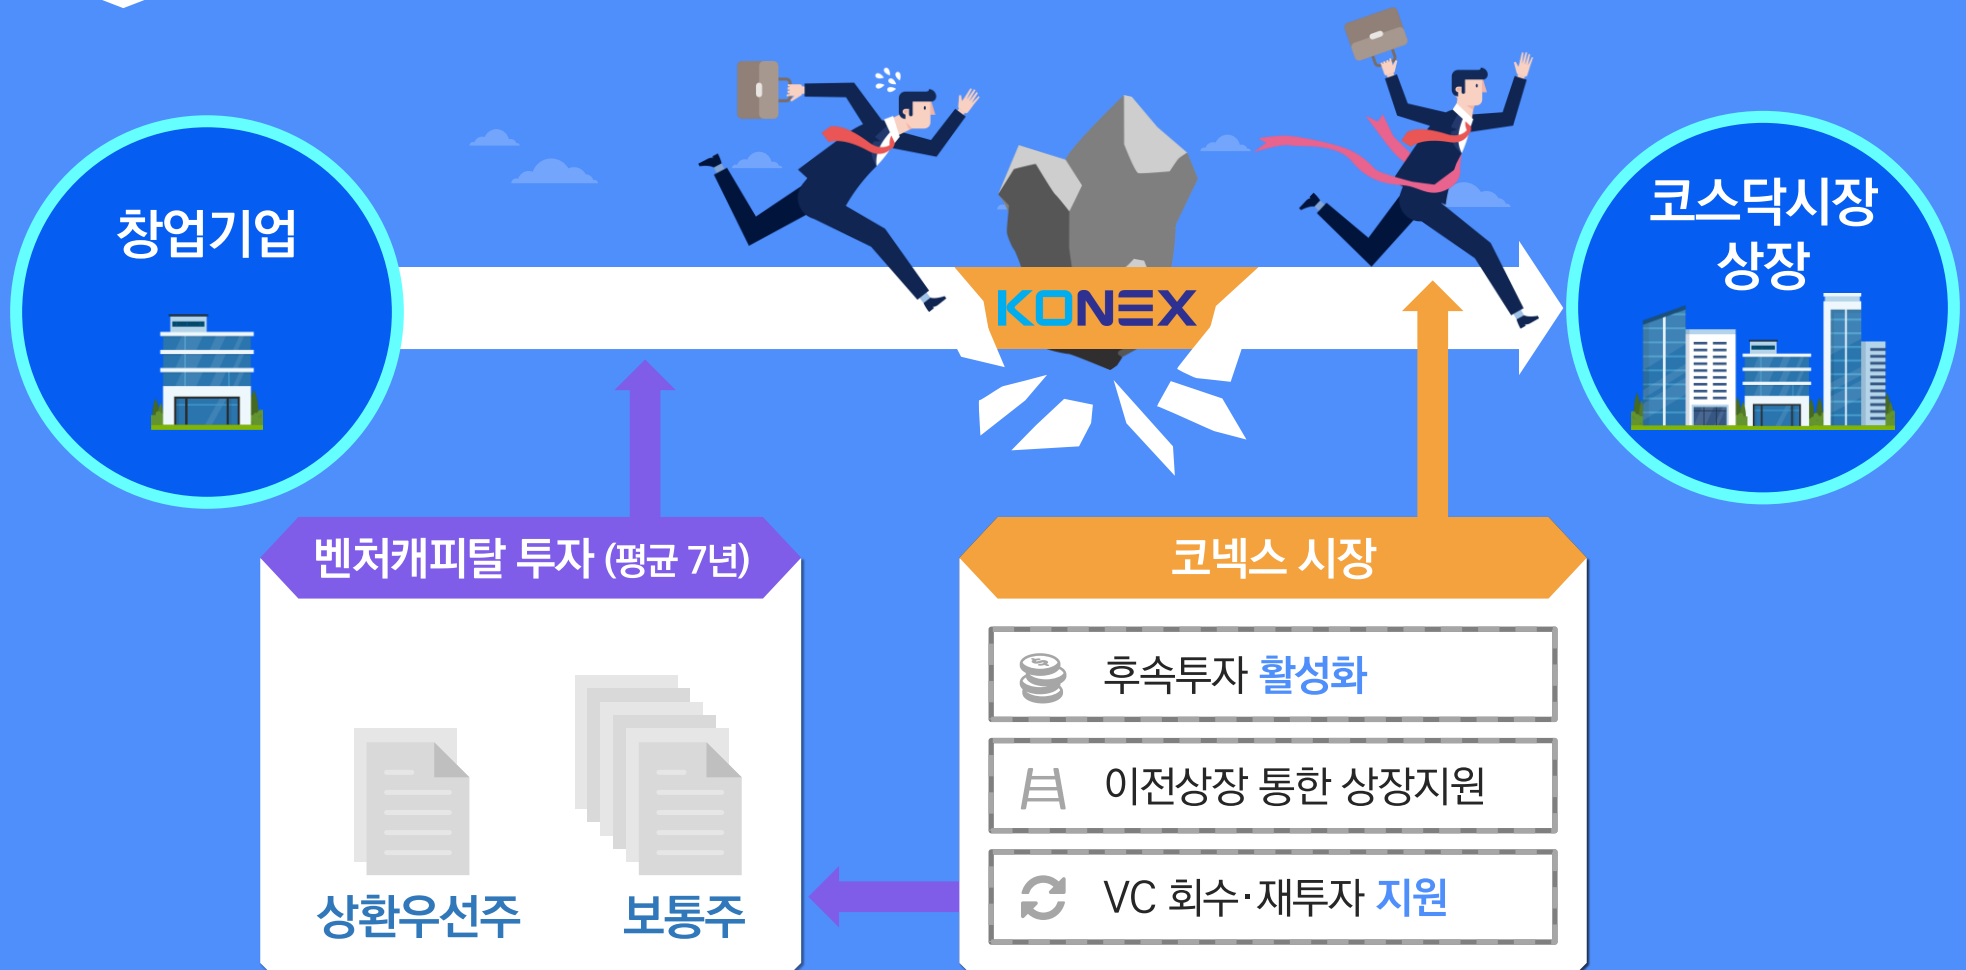 창업기업
KONEX
코스닥시장
상장
벤처캐피탈 투자 (평균 7년)
상환우선주
보통주
코넥스 시장
후속투자 활성화
이전상장 통한 상장지원
VC 회수·재투자 지원